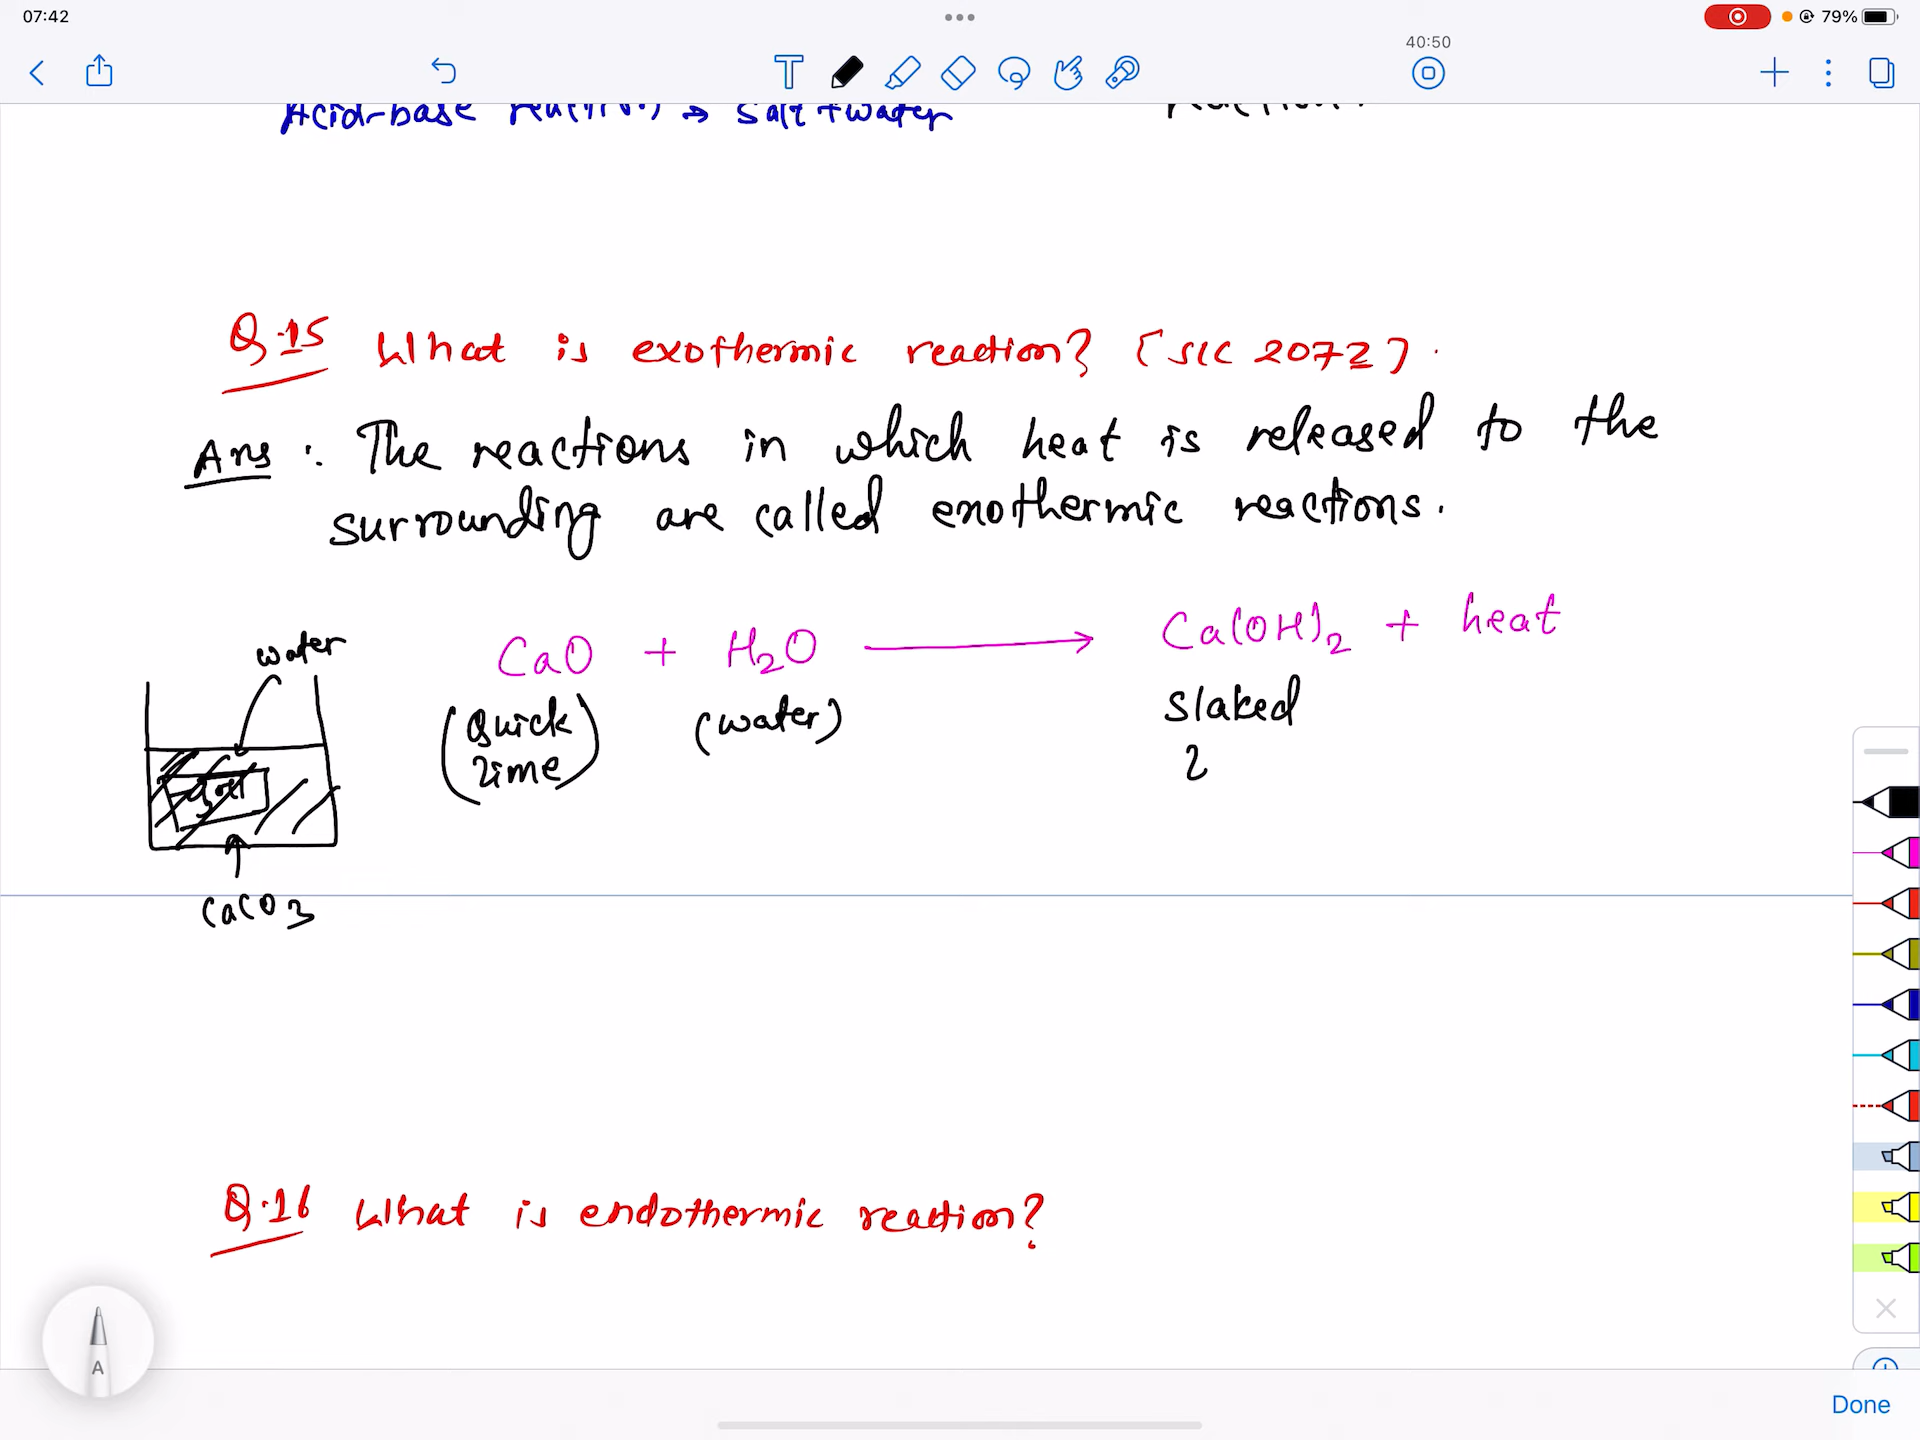 07:42
79%
40:50
Acid-base reaction → Salt + water
reaction.
Q.15 What is exothermic reaction? [SLC 2072].
Ans : The reactions in which heat is released to the
surrounding are called exothermic reactions.
water
CaO + H₂O → Ca(OH)₂ + heat
(Quick lime) (water) Slaked
CaCO3
Q.16 What is endothermic reaction?
A
Done